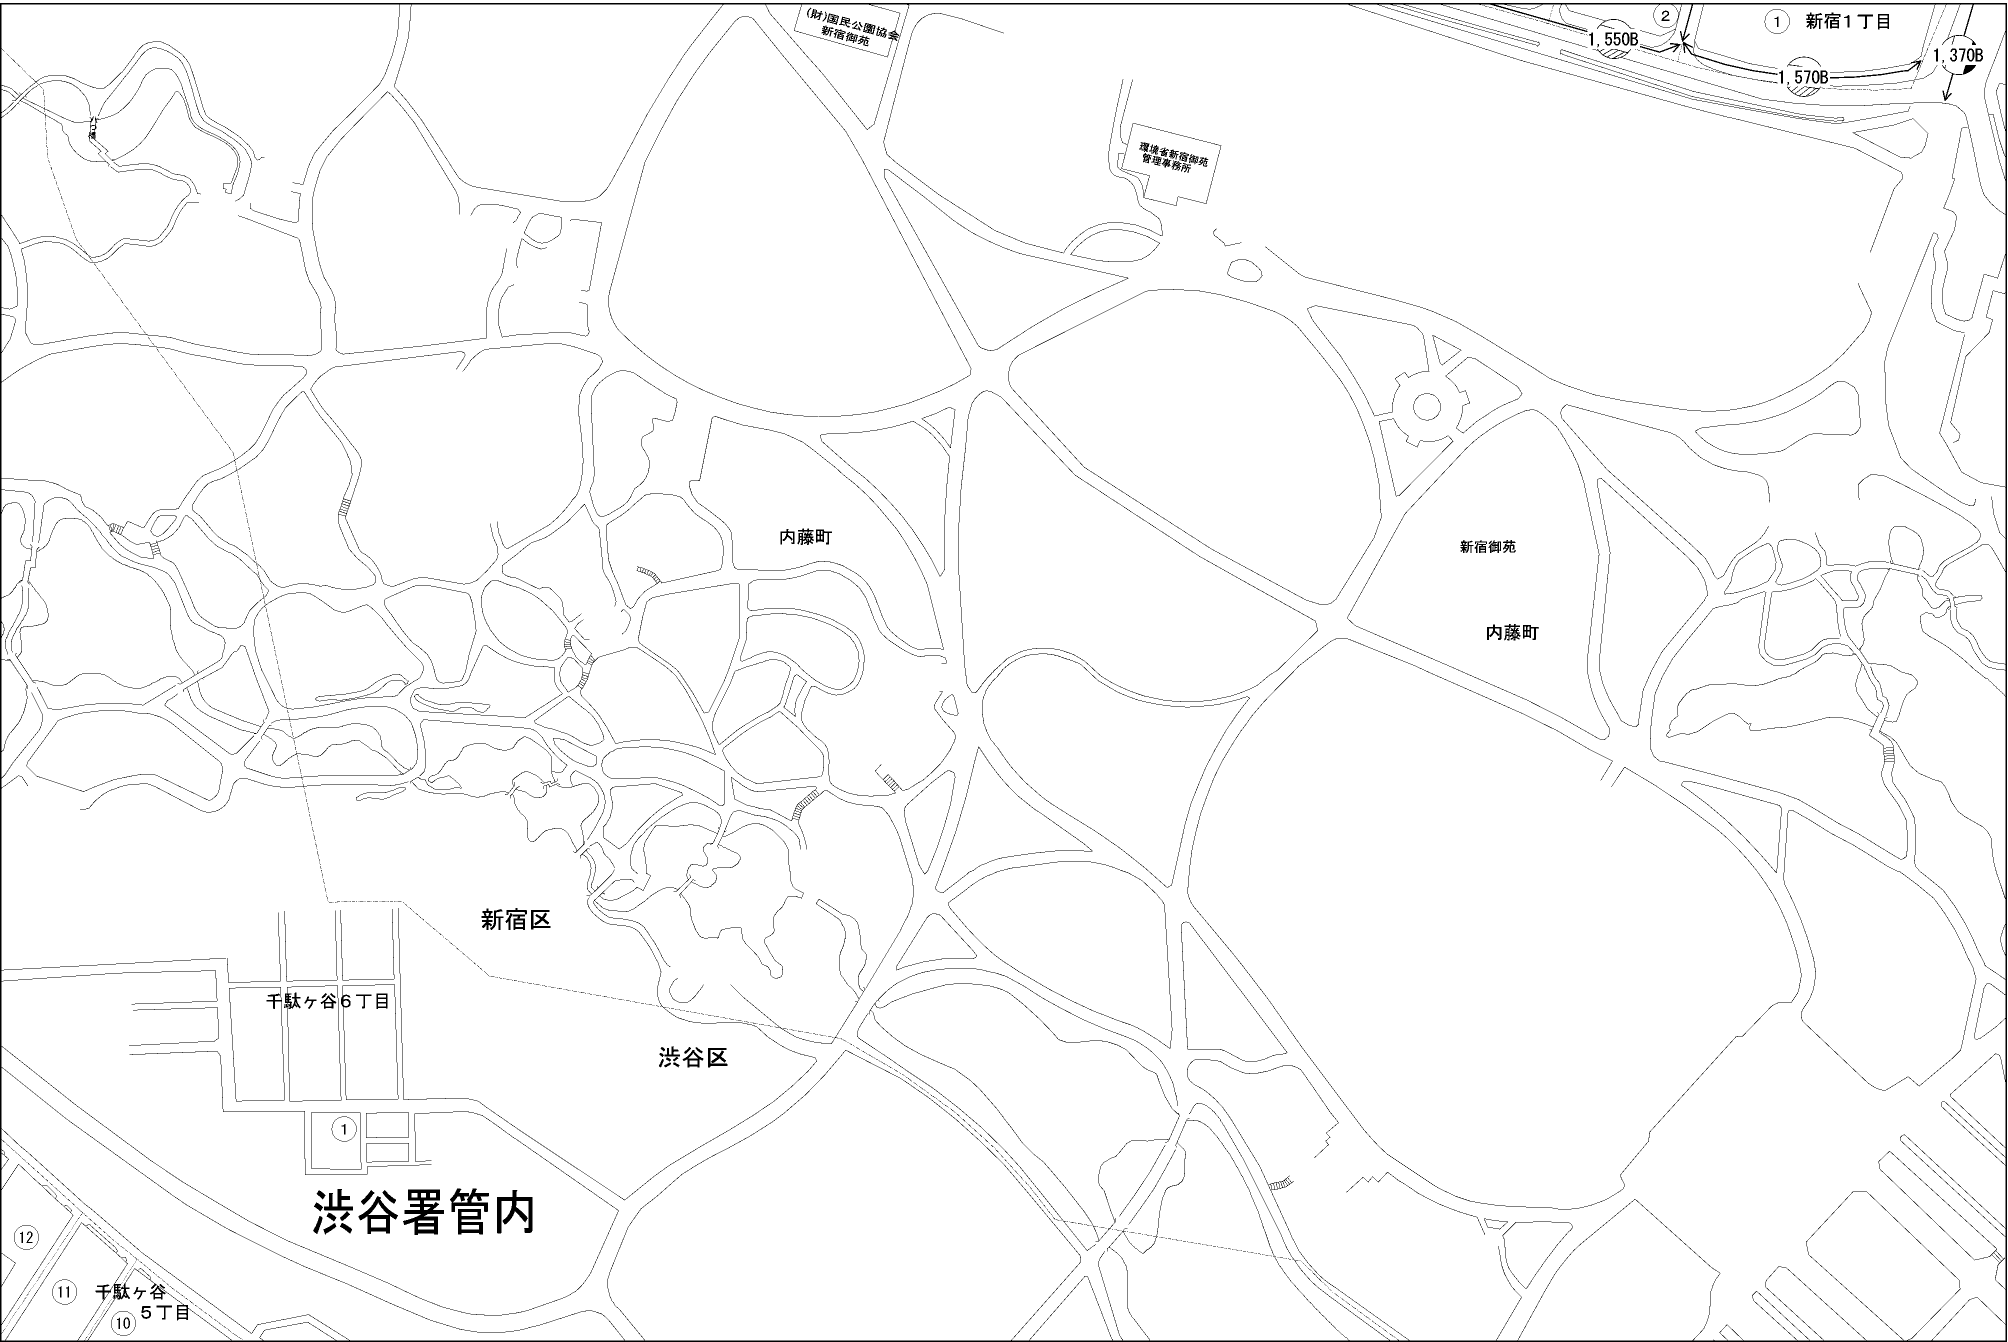 (財)国民公園協会
新宿御苑
②
① 新宿1丁目
1,550B
1,570B
1,370B
八つ橋
環境省新宿御苑
管理事務所
内藤町
新宿御苑
内藤町
新宿区
千駄ヶ谷6丁目
渋谷区
①
渋谷署管内
⑫
⑪
千駄ヶ谷
5丁目
⑩